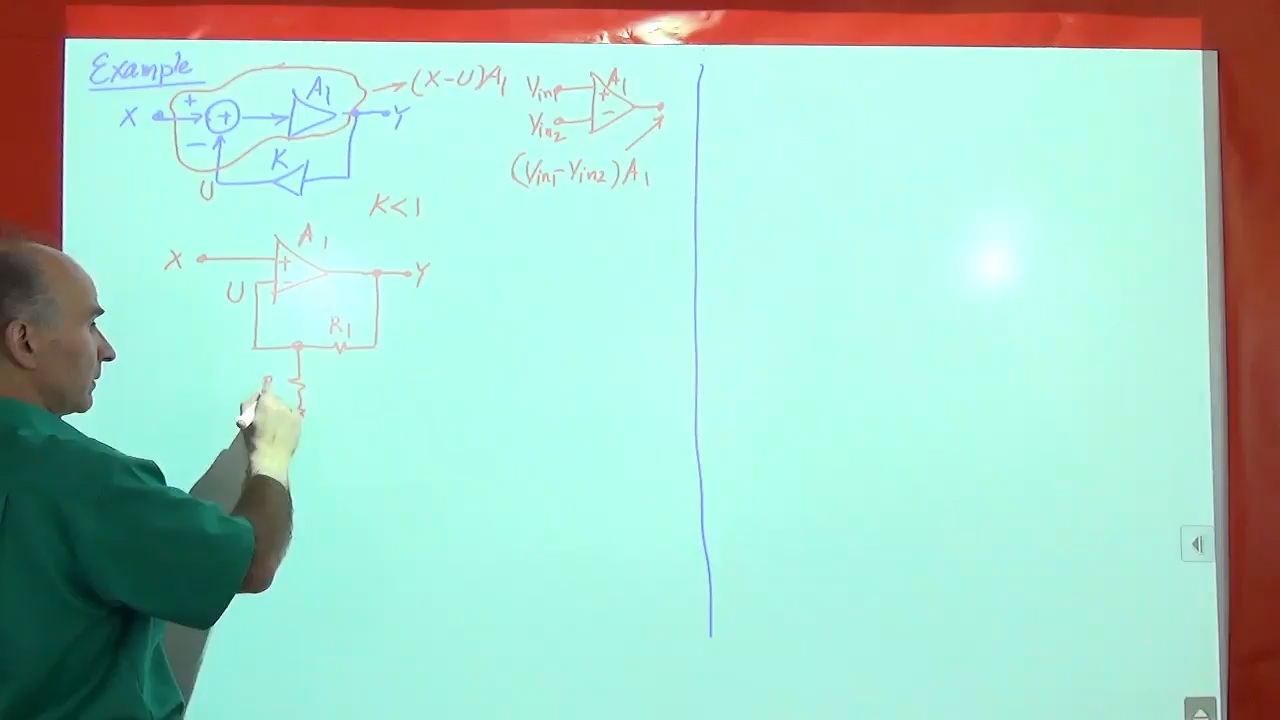 Example
X + + A1 Y
− K
U
(X-U)A1
Vin1 + A1
Vin2 −
(Vin1-Vin2)A1
K<1
X + A1 Y
U −
R1